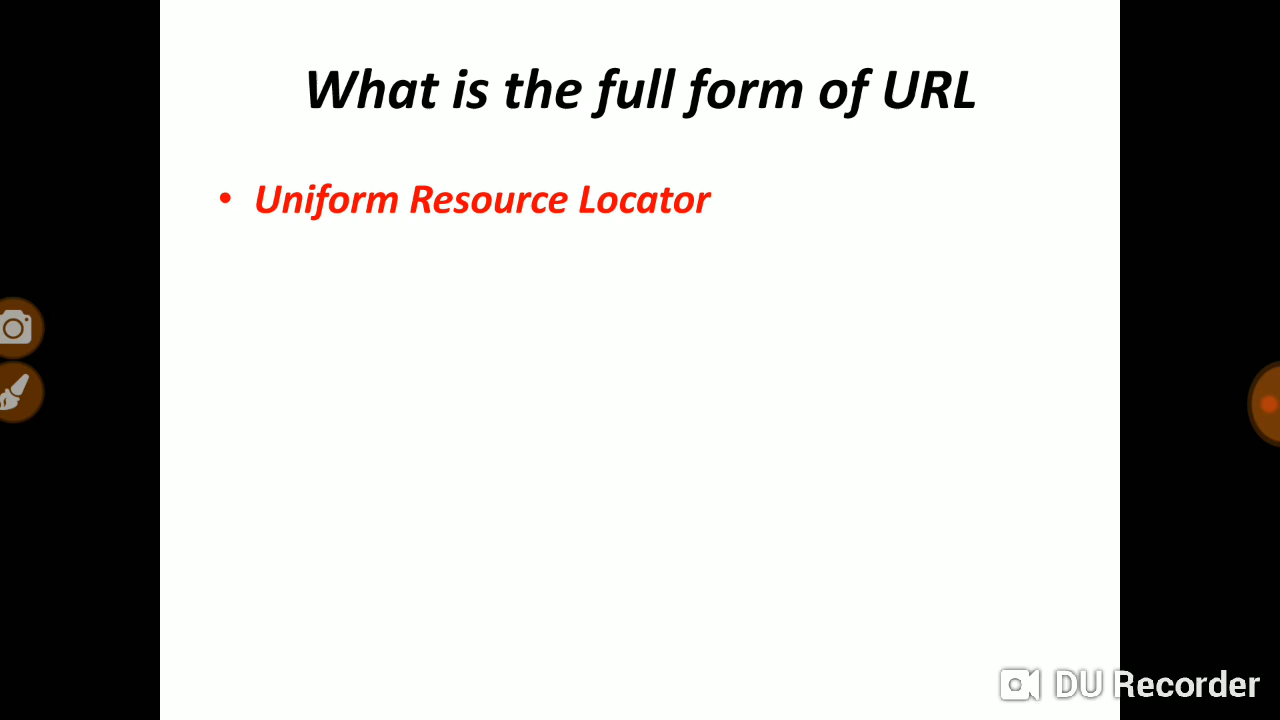 What is the full form of URL
• Uniform Resource Locator
DU Recorder